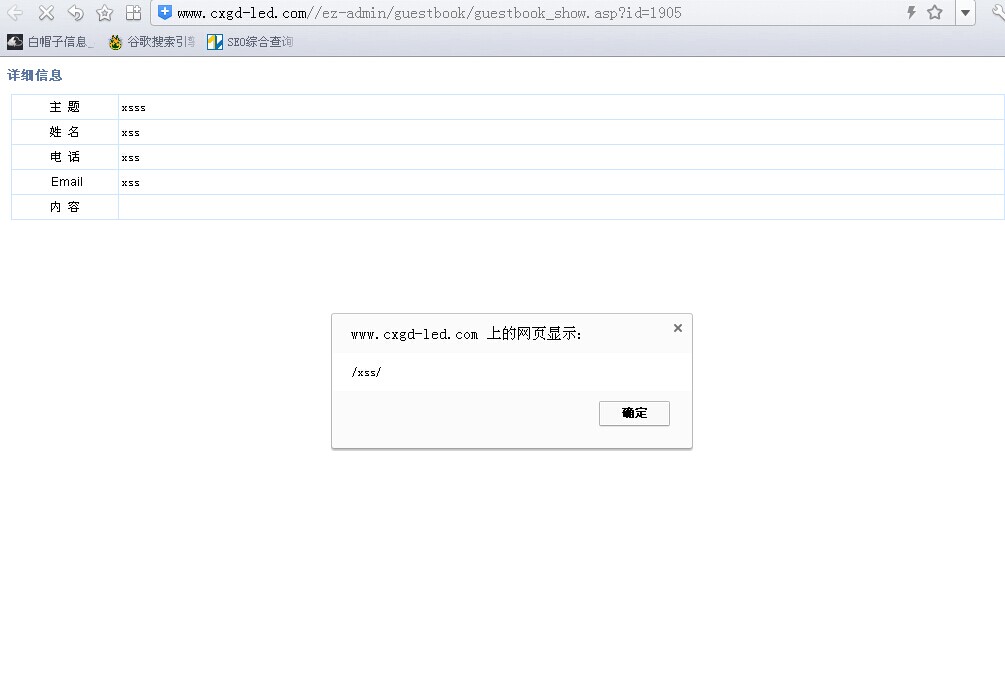 www.cxgd-led.com//ez-admin/guestbook/guestbook_show.asp?id=1905
白帽子信息_ 谷歌搜索引擎 SEO综合查询
详细信息
主 题 xsss
姓 名 xss
电 话 xss
Email xss
内 容
www.cxgd-led.com 上的网页显示:
/xss/
确定